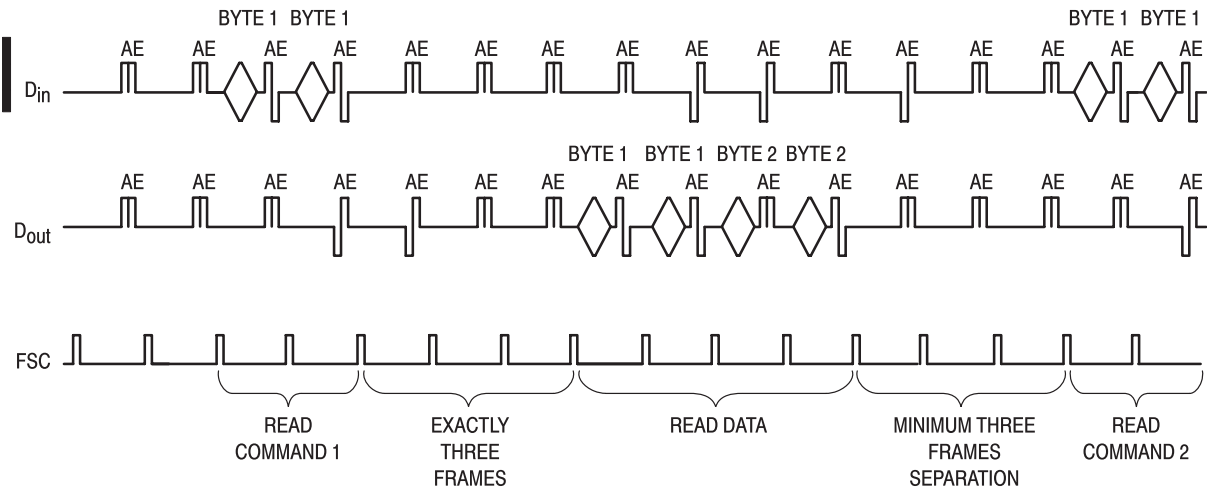 BYTE 1 BYTE 1 BYTE 1 BYTE 1
AE AE AE AE AE AE AE AE AE AE AE AE AE AE AE AE
Din
BYTE 1 BYTE 1 BYTE 2 BYTE 2
AE AE AE AE AE AE AE AE AE AE AE AE AE AE AE AE
Dout
FSC
READ
COMMAND 1
EXACTLY
THREE
FRAMES
READ DATA
MINIMUM THREE
FRAMES
SEPARATION
READ
COMMAND 2